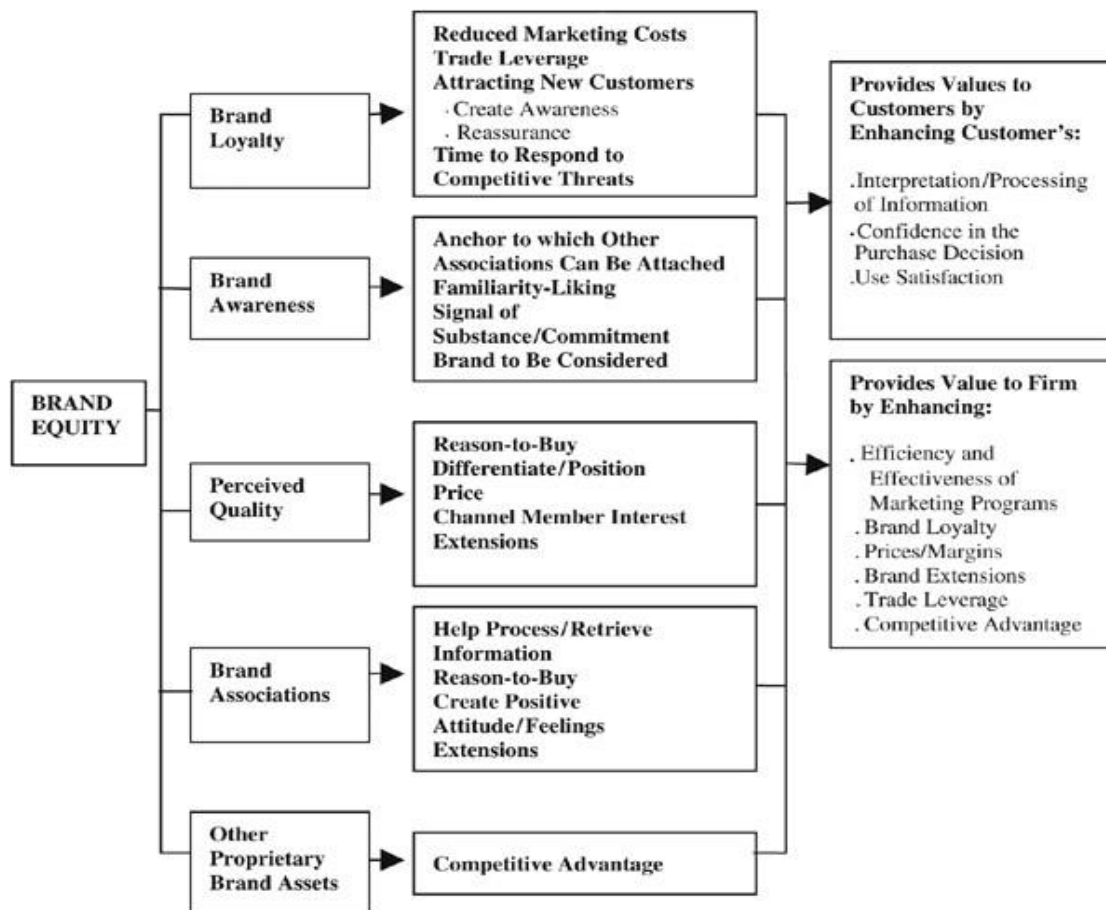 BRAND
EQUITY
Brand
Loyalty
Reduced Marketing Costs
Trade Leverage
Attracting New Customers
· Create Awareness
· Reassurance
Time to Respond to
Competitive Threats
Brand
Awareness
Anchor to which Other
Associations Can Be Attached
Familiarity-Liking
Signal of
Substance/Commitment
Brand to Be Considered
Perceived
Quality
Reason-to-Buy
Differentiate/Position
Price
Channel Member Interest
Extensions
Brand
Associations
Help Process/Retrieve
Information
Reason-to-Buy
Create Positive
Attitude/Feelings
Extensions
Other
Proprietary
Brand Assets
Competitive Advantage
Provides Values to
Customers by
Enhancing Customer's:
.Interpretation/Processing
of Information
.Confidence in the
Purchase Decision
.Use Satisfaction
Provides Value to Firm
by Enhancing:
. Efficiency and
Effectiveness of
Marketing Programs
. Brand Loyalty
. Prices/Margins
. Brand Extensions
. Trade Leverage
. Competitive Advantage